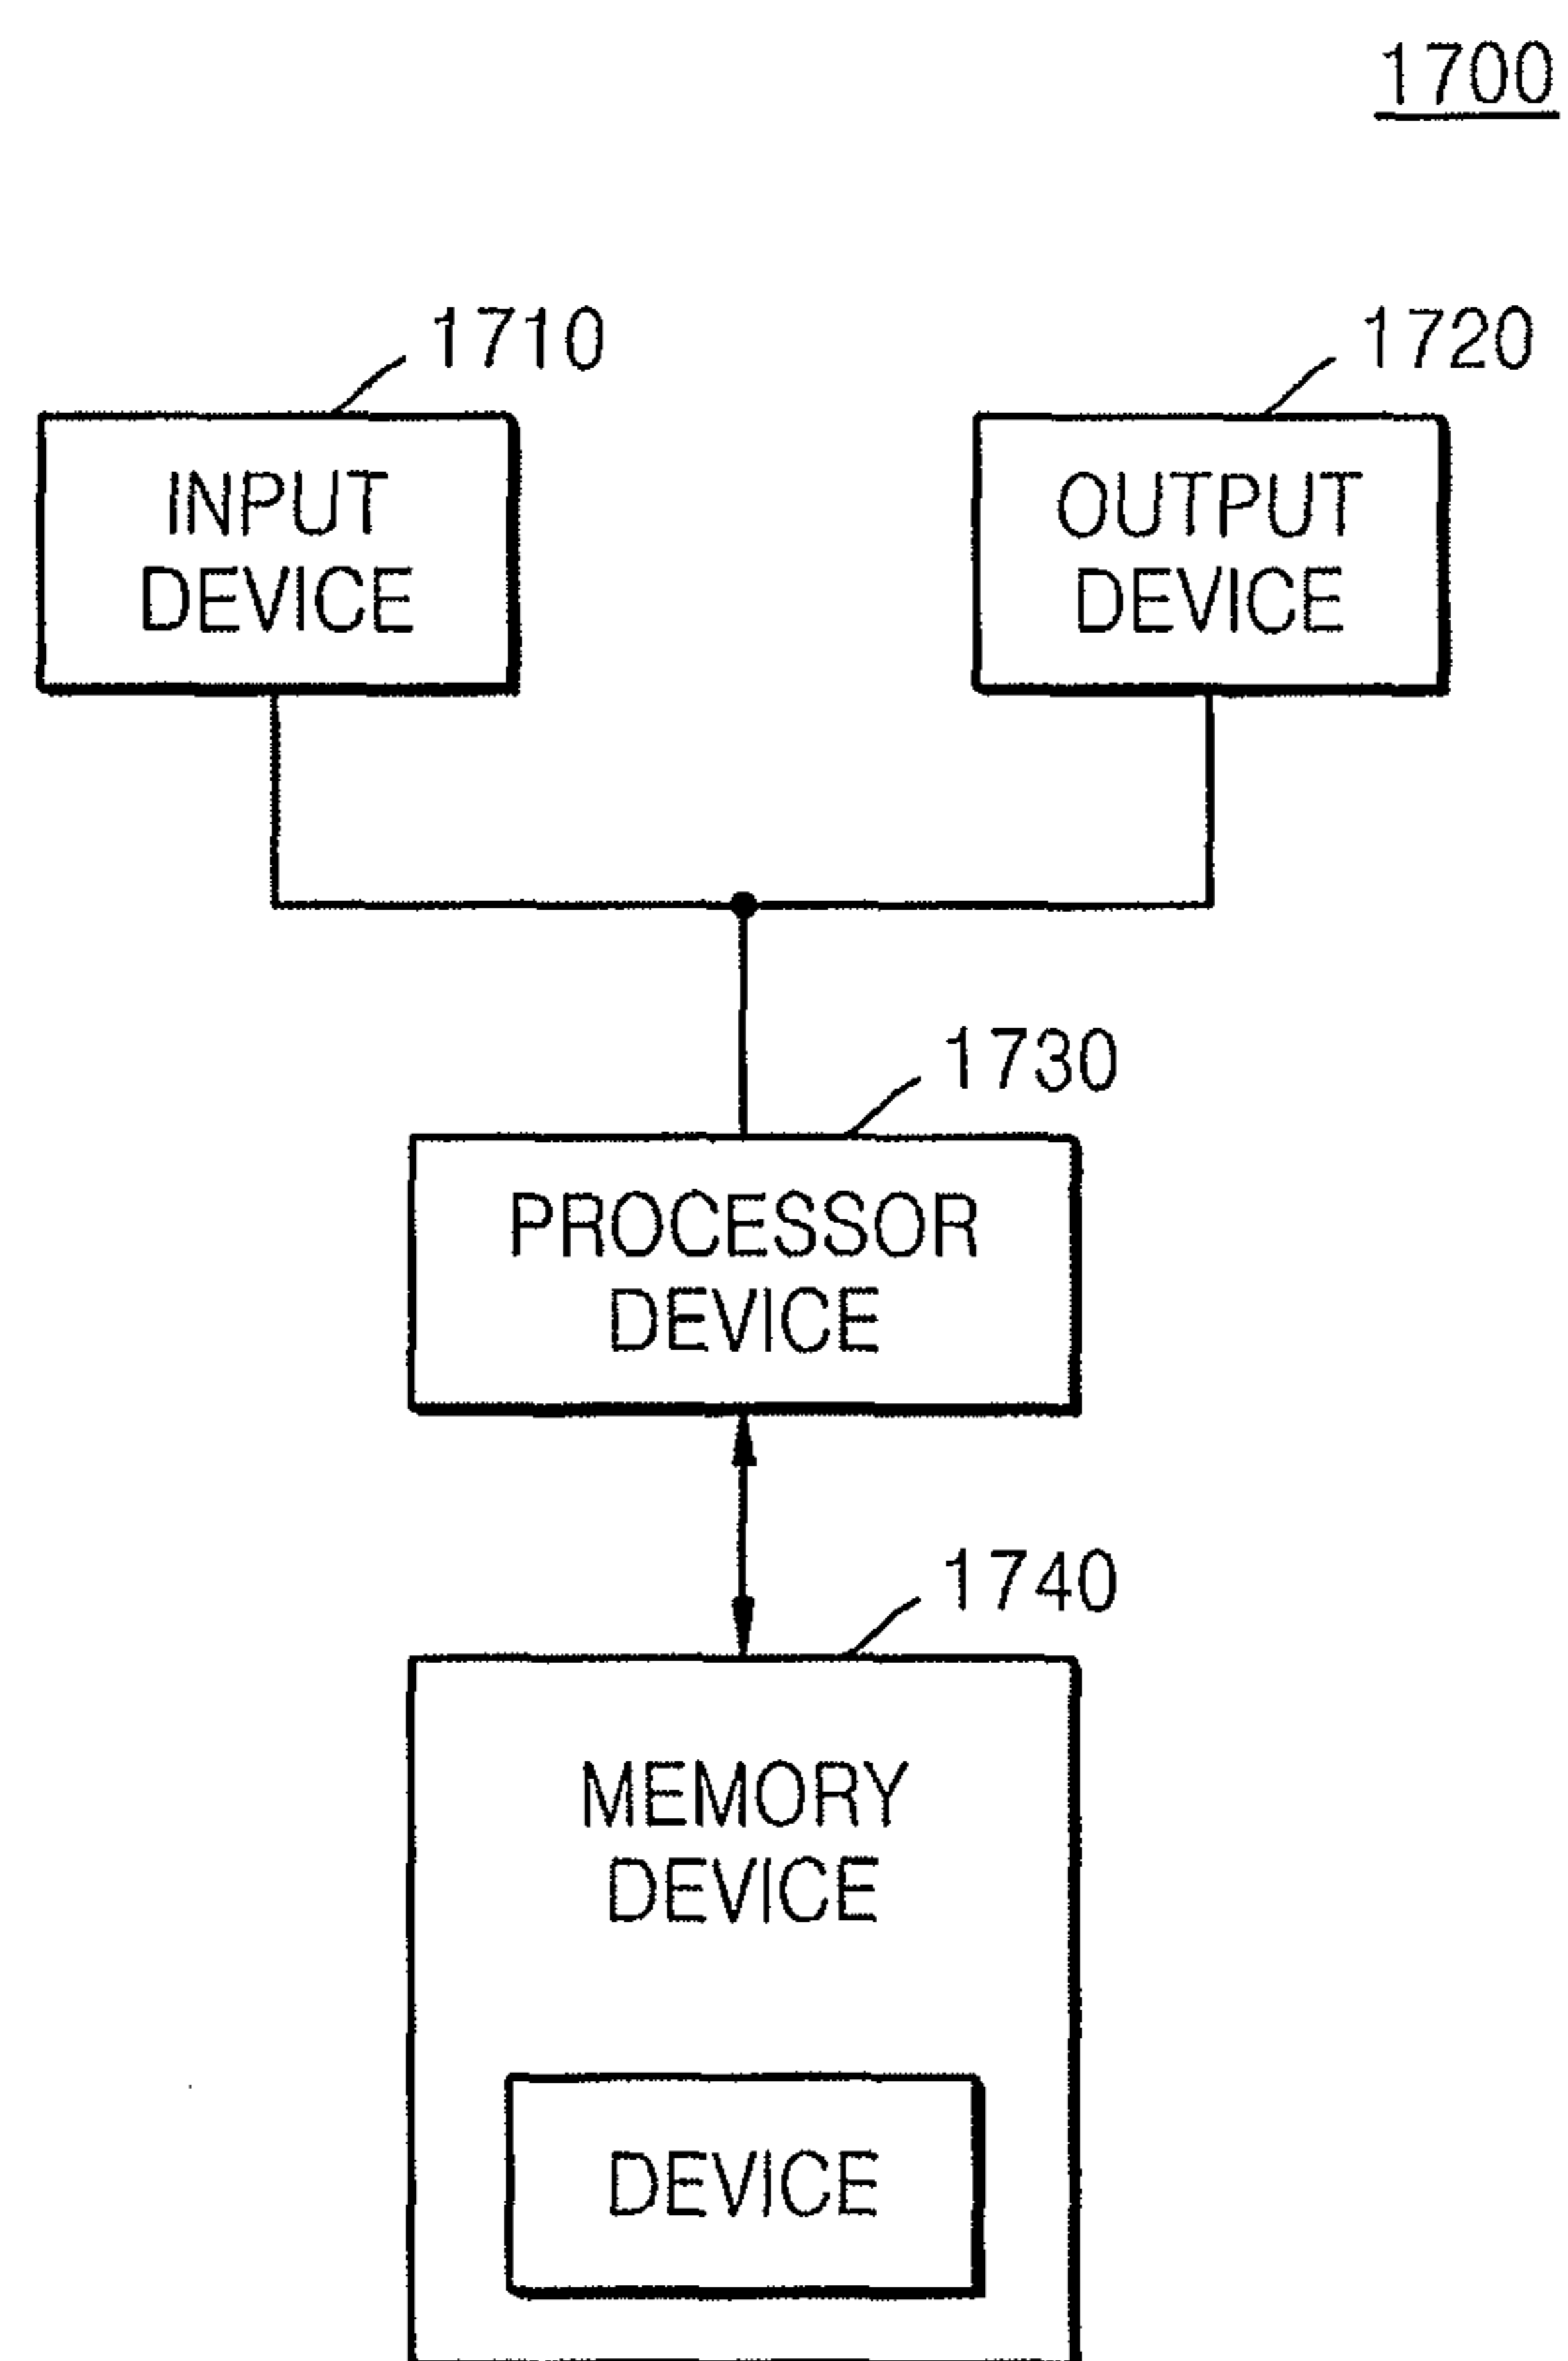 1700
1710
1720
INPUT
DEVICE
OUTPUT
DEVICE
1730
PROCESSOR
DEVICE
1740
MEMORY
DEVICE
DEVICE